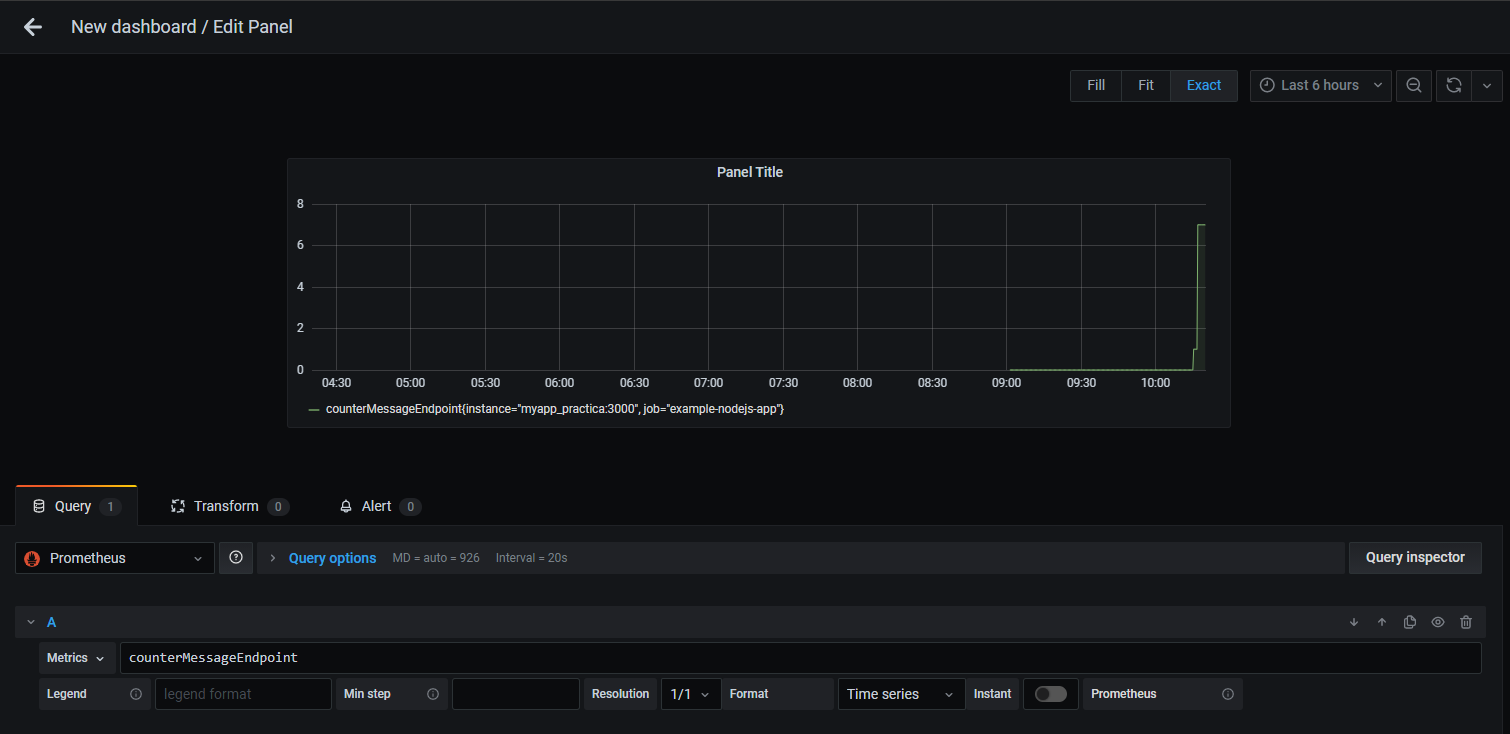 New dashboard / Edit Panel
Fill Fit Exact Last 6 hours
Panel Title
8
6
4
2
0
04:30 05:00 05:30 06:00 06:30 07:00 07:30 08:00 08:30 09:00 09:30 10:00
counterMessageEndpoint{instance="myapp_practica:3000", job="example-nodejs-app"}
Query 1 Transform 0 Alert 0
Prometheus Query options MD = auto = 926 Interval = 20s Query inspector
A
Metrics counterMessageEndpoint
Legend legend format Min step Resolution 1/1 Format Time series Instant Prometheus